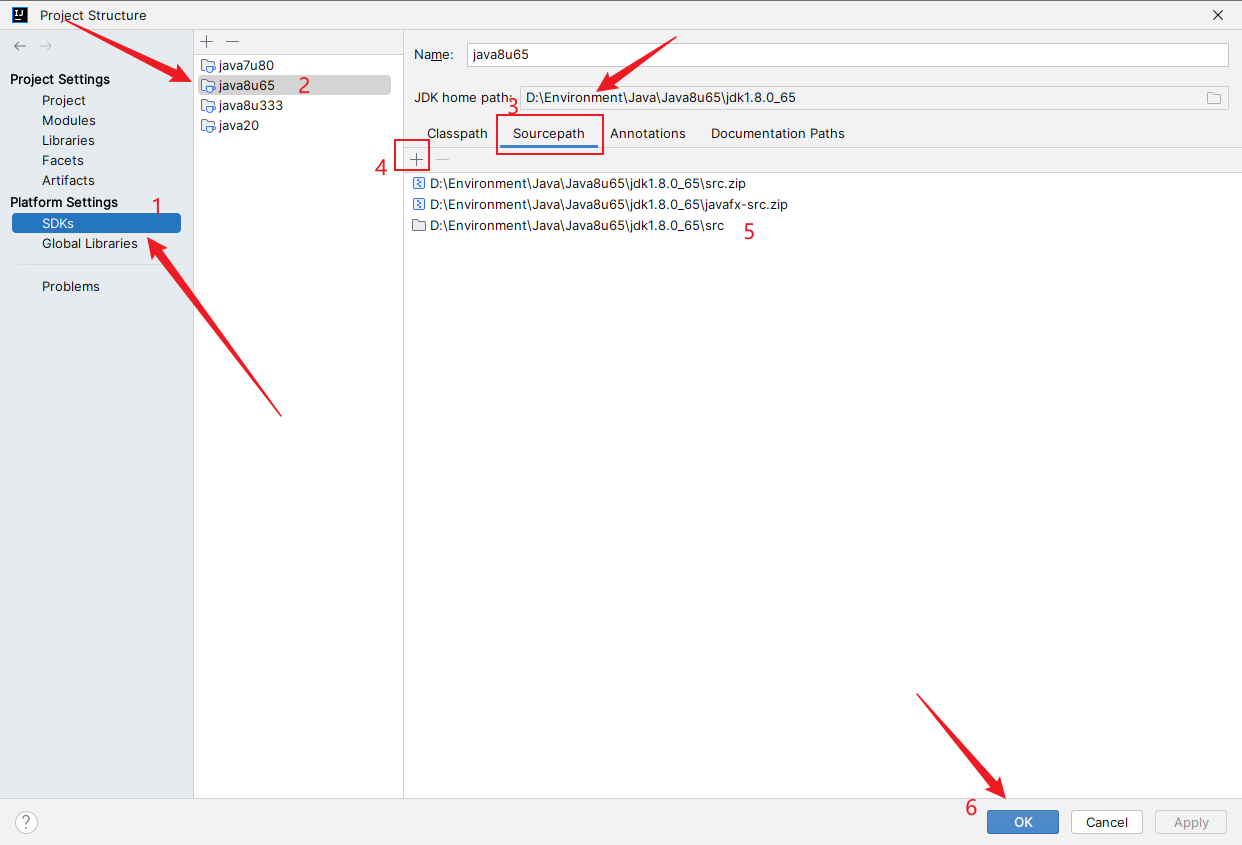 Project Structure
Project Settings
Project
Modules
Libraries
Facets
Artifacts
Platform Settings
1
SDKs
Global Libraries
Problems
java7u80
java8u65 2
java8u333
java20
Name: java8u65
JDK home path: D:\Environment\Java\Java8u65\jdk1.8.0_65
3
Classpath Sourcepath Annotations Documentation Paths
4
D:\Environment\Java\Java8u65\jdk1.8.0_65\src.zip
D:\Environment\Java\Java8u65\jdk1.8.0_65\javafx-src.zip
D:\Environment\Java\Java8u65\jdk1.8.0_65\src 5
6
? OK Cancel Apply